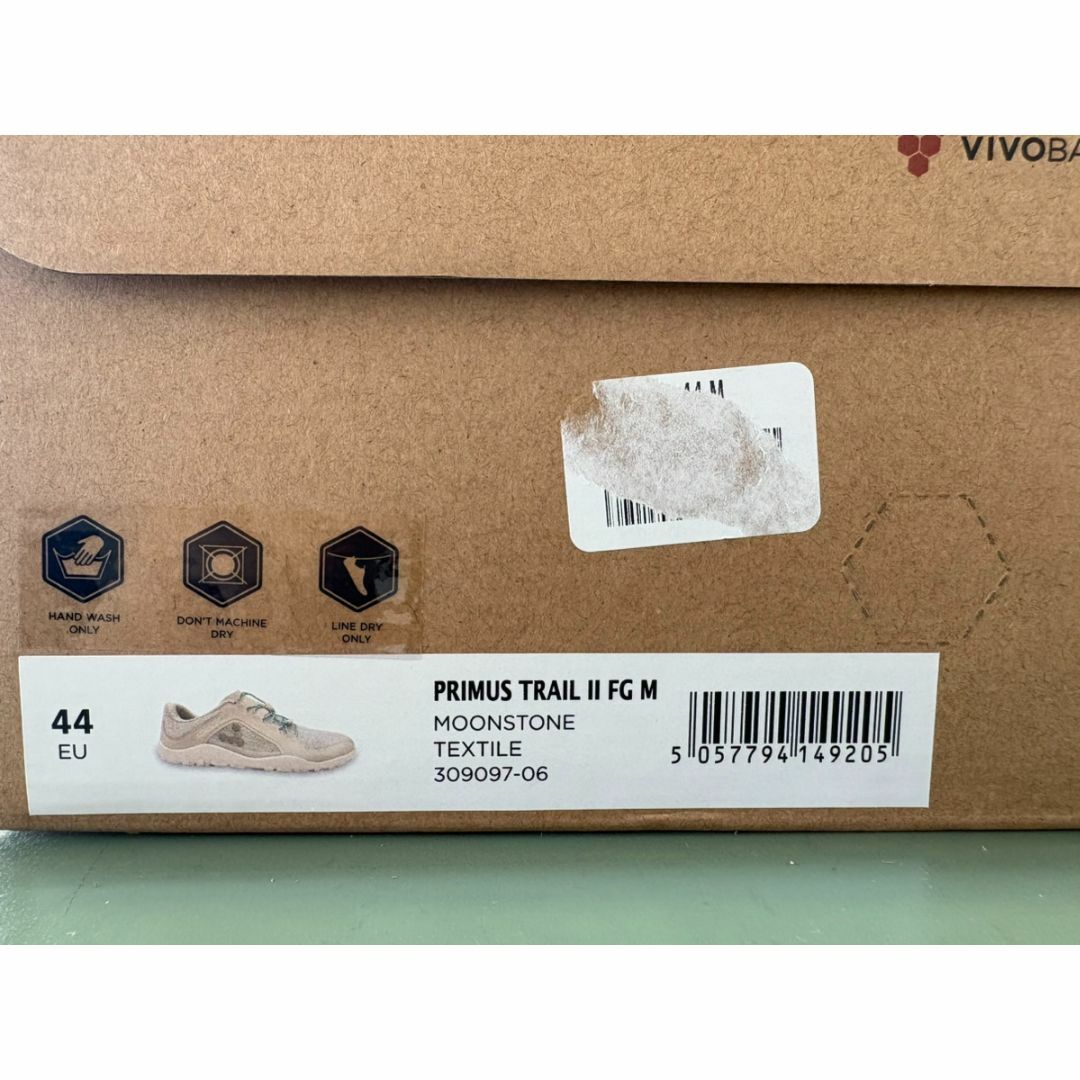 VIVOBA
44 M
HAND WASH
ONLY
DON'T MACHINE
DRY
LINE DRY
ONLY
44
EU
PRIMUS TRAIL II FG M
MOONSTONE
TEXTILE
309097-06
5 057794 149205